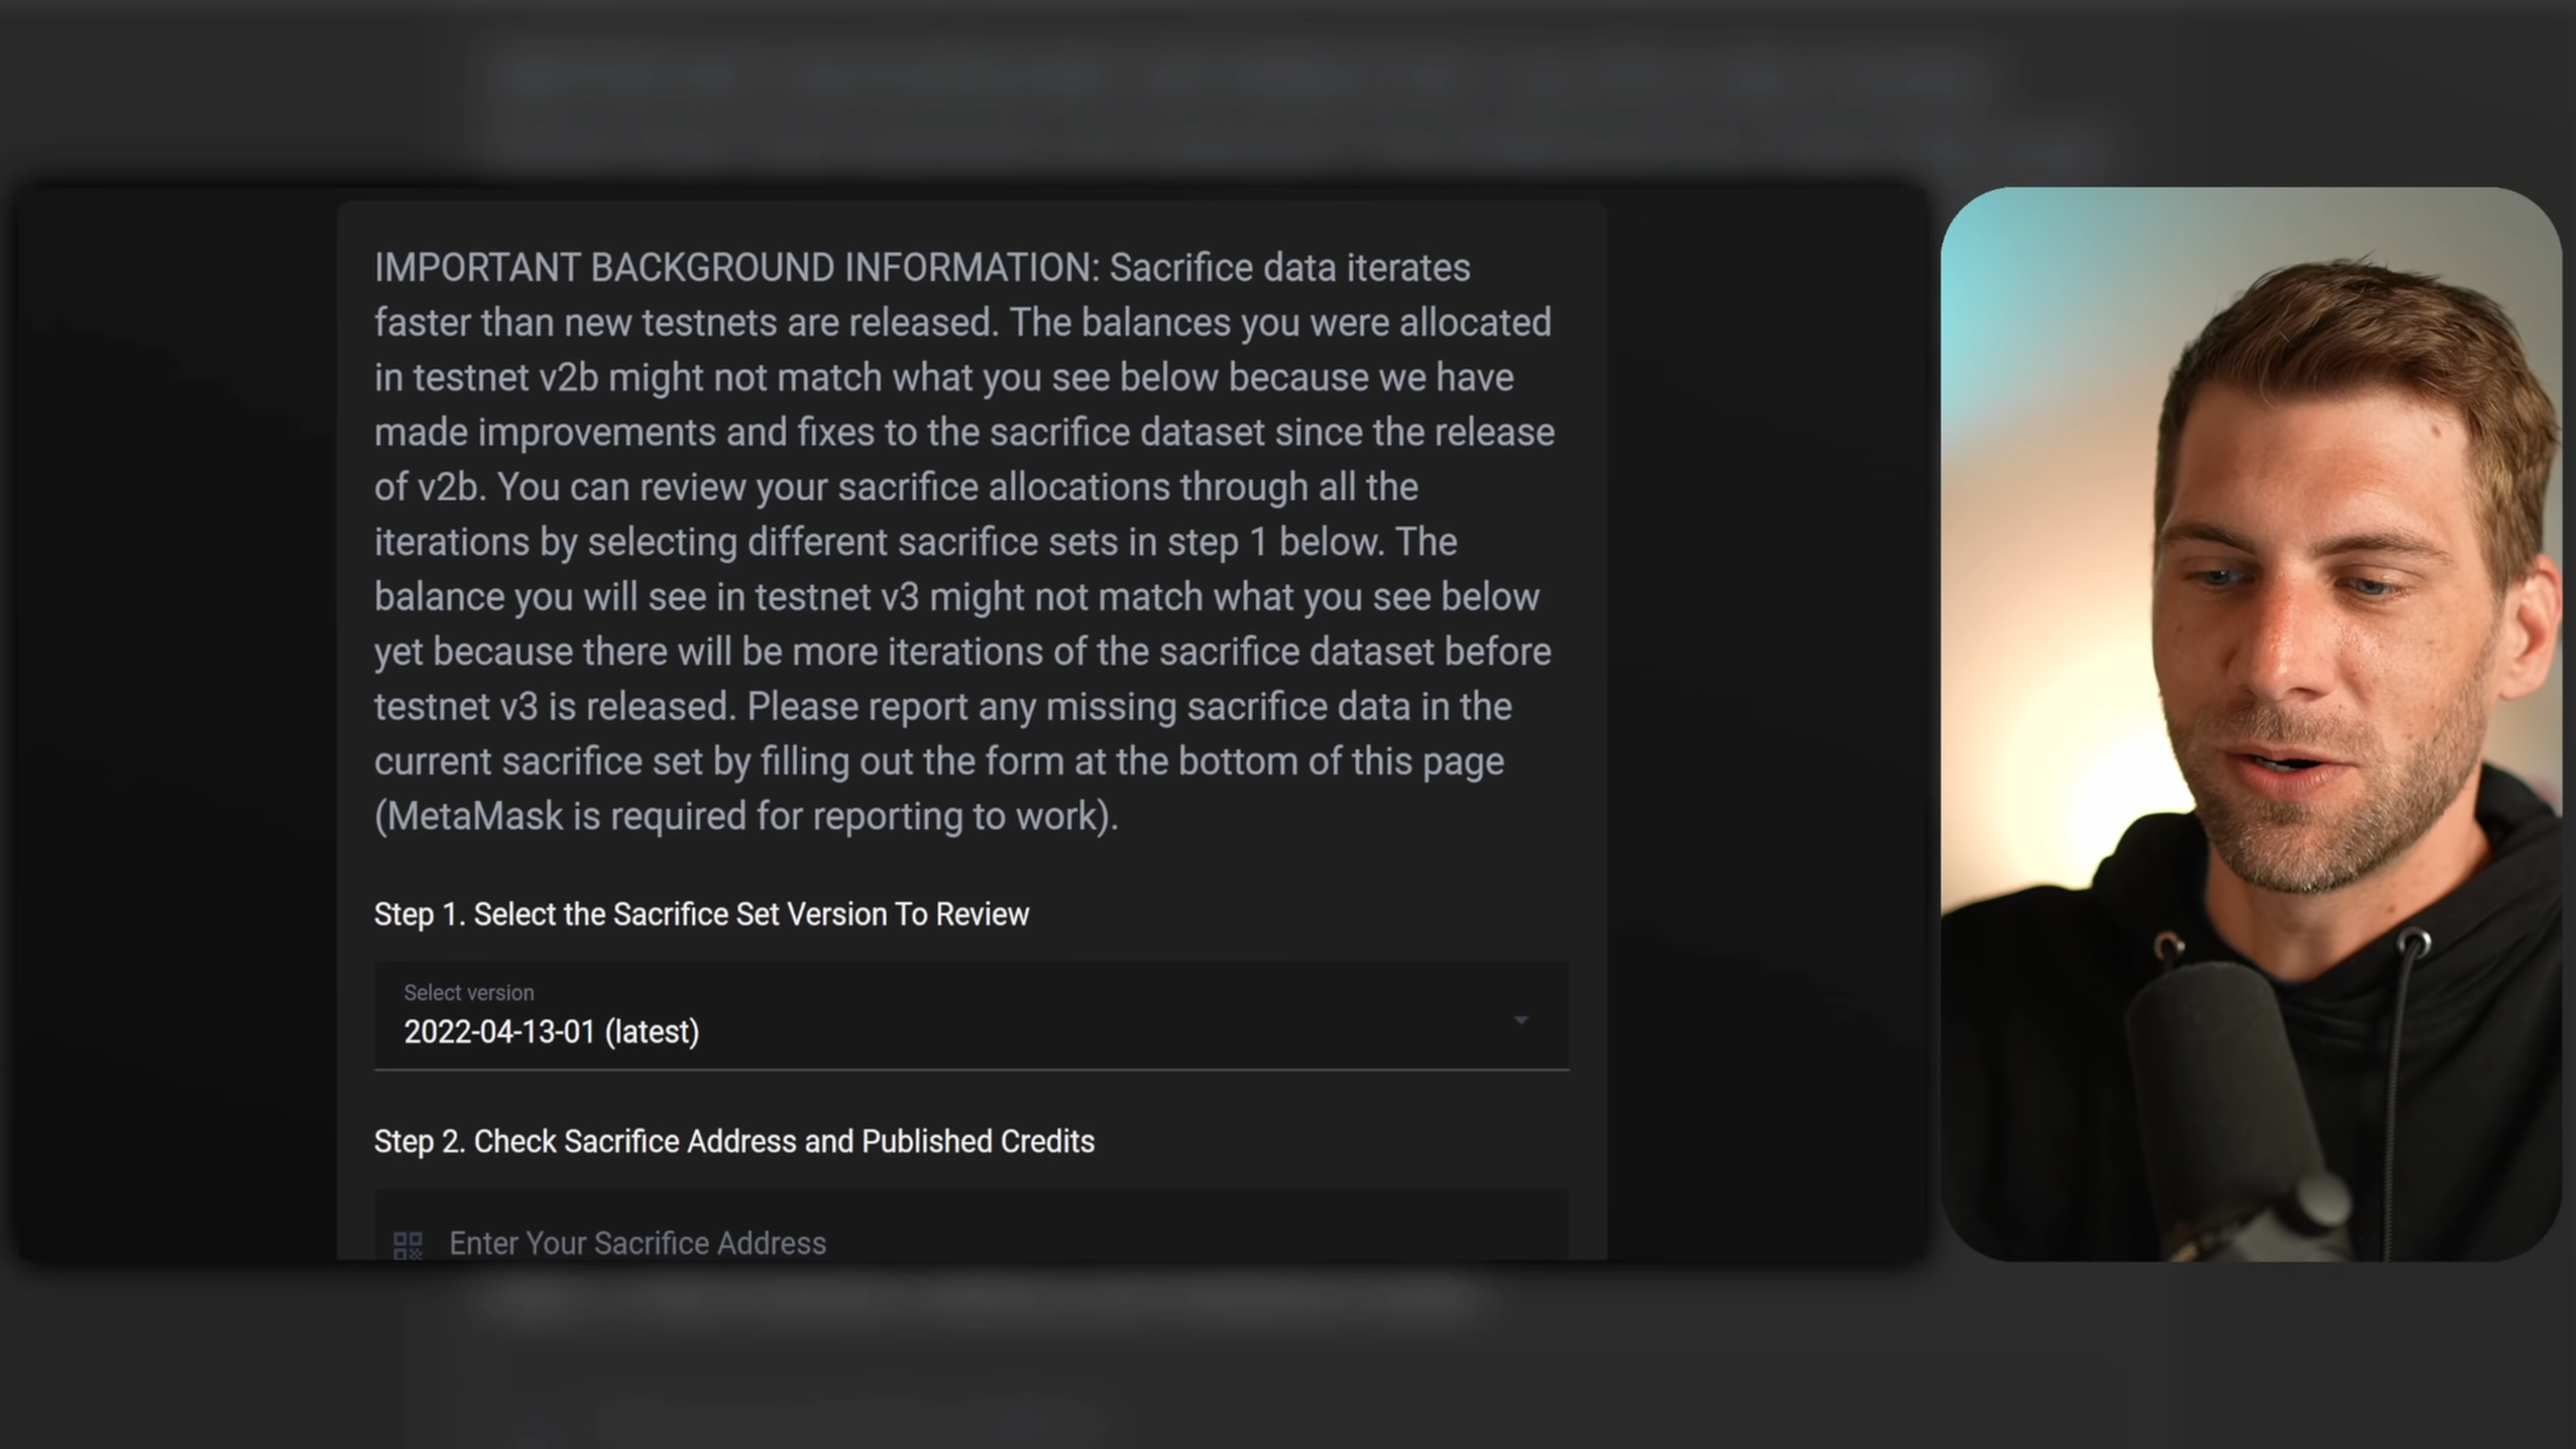 IMPORTANT BACKGROUND INFORMATION: Sacrifice data iterates
faster than new testnets are released. The balances you were allocated
in testnet v2b might not match what you see below because we have
made improvements and fixes to the sacrifice dataset since the release
of v2b. You can review your sacrifice allocations through all the
iterations by selecting different sacrifice sets in step 1 below. The
balance you will see in testnet v3 might not match what you see below
yet because there will be more iterations of the sacrifice dataset before
testnet v3 is released. Please report any missing sacrifice data in the
current sacrifice set by filling out the form at the bottom of this page
(MetaMask is required for reporting to work).
Step 1. Select the Sacrifice Set Version To Review
Select version
2022-04-13-01 (latest)
Step 2. Check Sacrifice Address and Published Credits
Enter Your Sacrifice Address